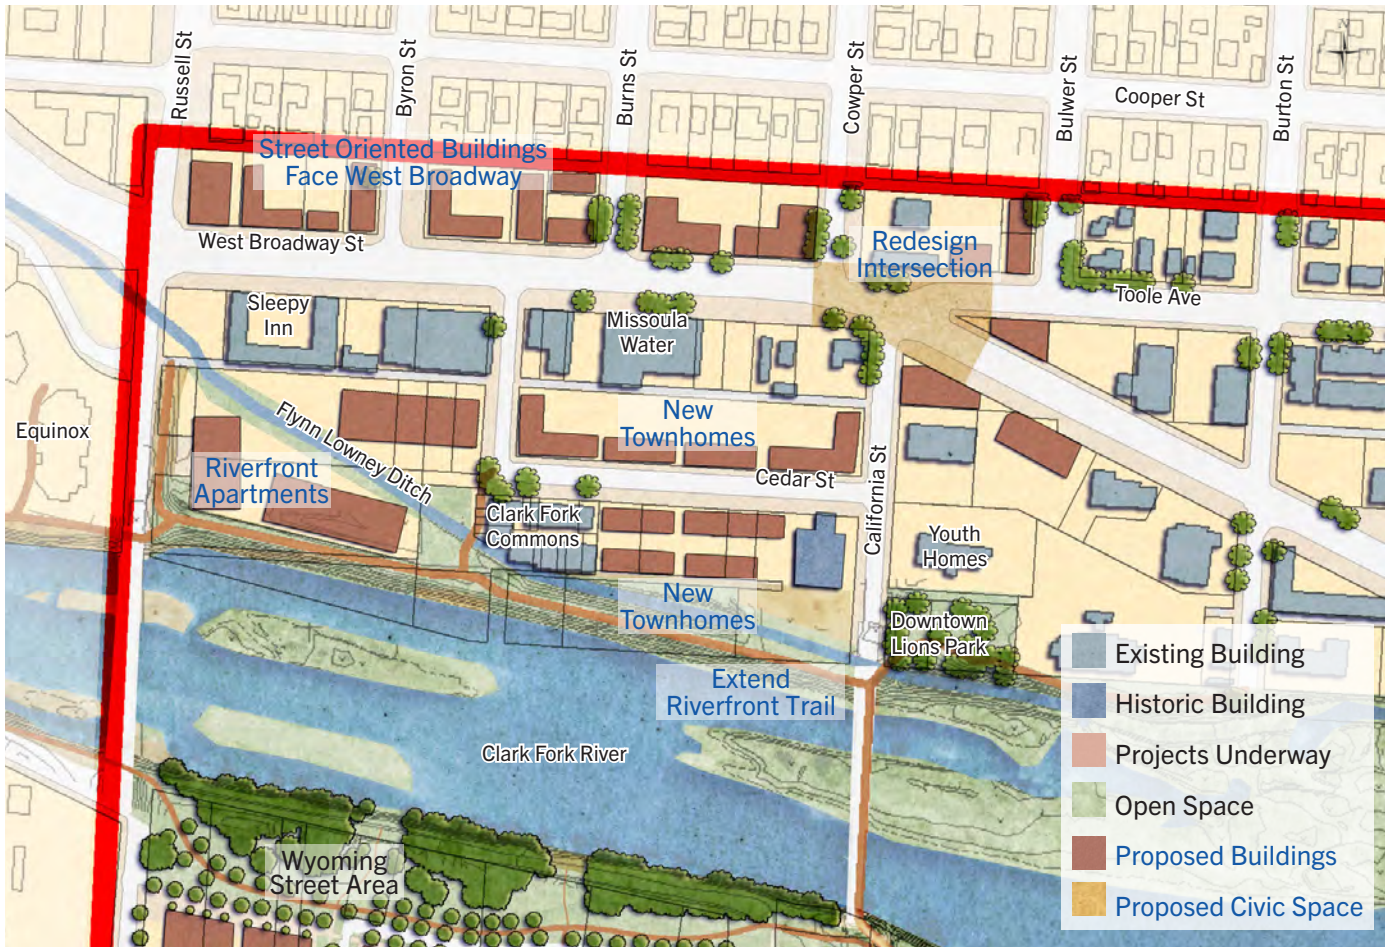 Russell St
Byron St
Burns St
Cowper St
Bulwer St
Burton St
N
Cooper St
Street Oriented Buildings
Face West Broadway
West Broadway St
Redesign
Intersection
Toole Ave
Sleepy
Inn
Missoula
Water
Equinox
Flynn Lowney Ditch
New
Townhomes
Riverfront
Apartments
Cedar St
California St
Clark Fork
Commons
Youth
Homes
New
Townhomes
Downtown
Lions Park
Extend
Riverfront Trail
Clark Fork River
Wyoming
Street Area
Existing Building
Historic Building
Projects Underway
Open Space
Proposed Buildings
Proposed Civic Space